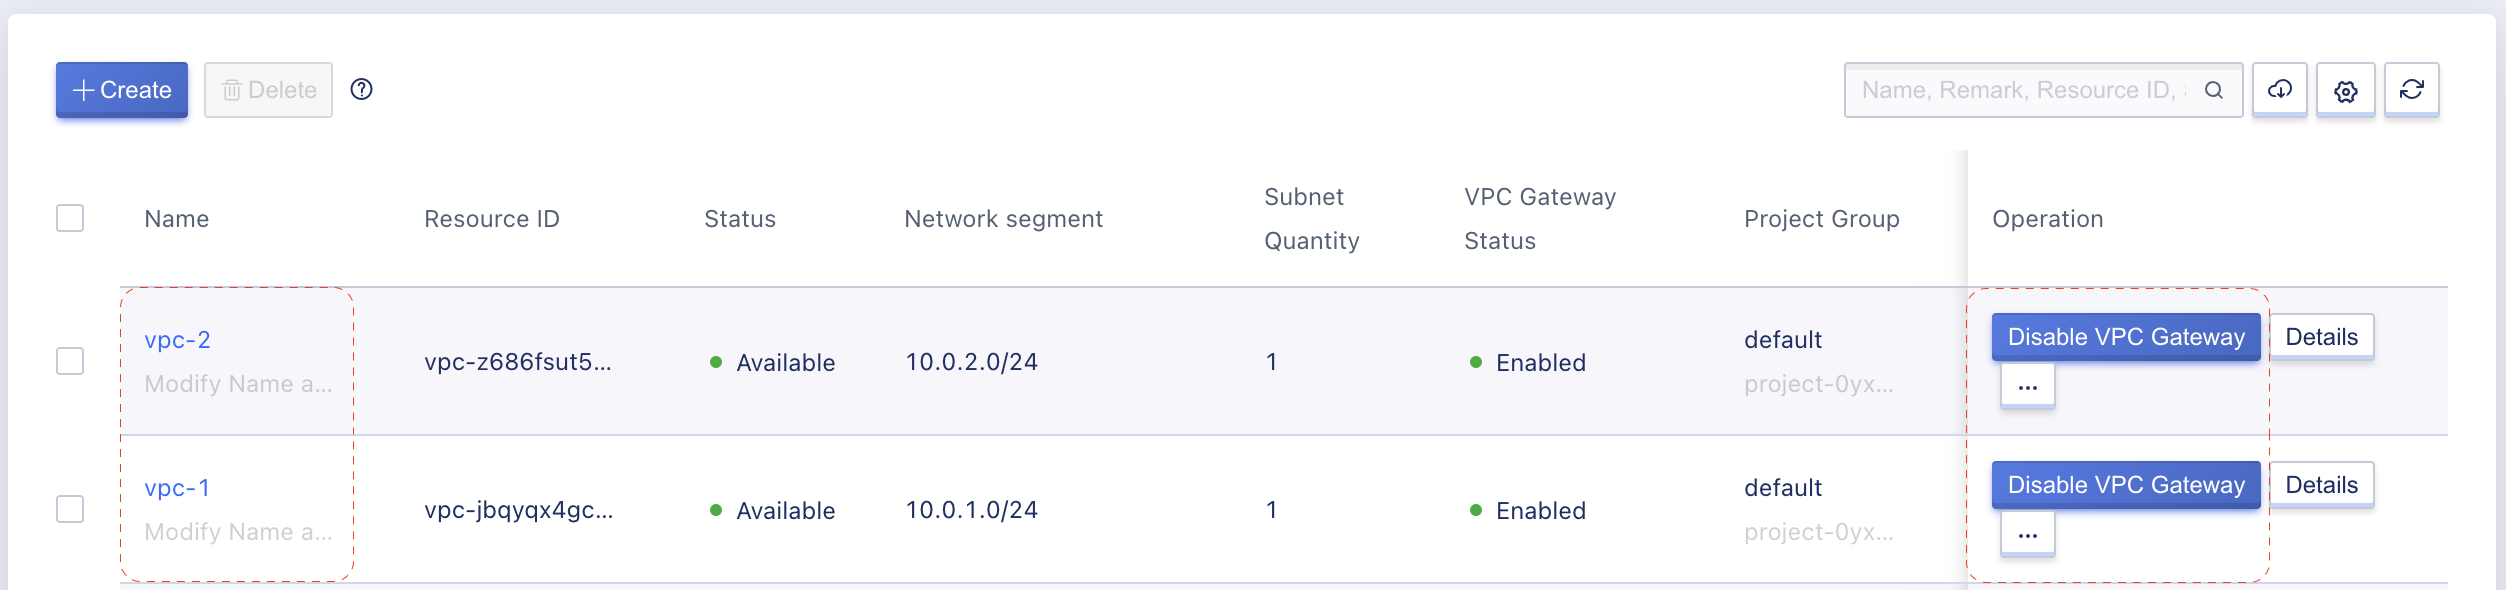 Create Delete Name, Remark, Resource ID,
Name Resource ID Status Network segment Subnet Quantity VPC Gateway Status Project Group Operation
vpc-2 Modify Name a... vpc-z686fsut5... Available 10.0.2.0/24 1 Enabled default project-0yx... Disable VPC Gateway Details ...
vpc-1 Modify Name a... vpc-jbqyqx4gc... Available 10.0.1.0/24 1 Enabled default project-0yx... Disable VPC Gateway Details ...